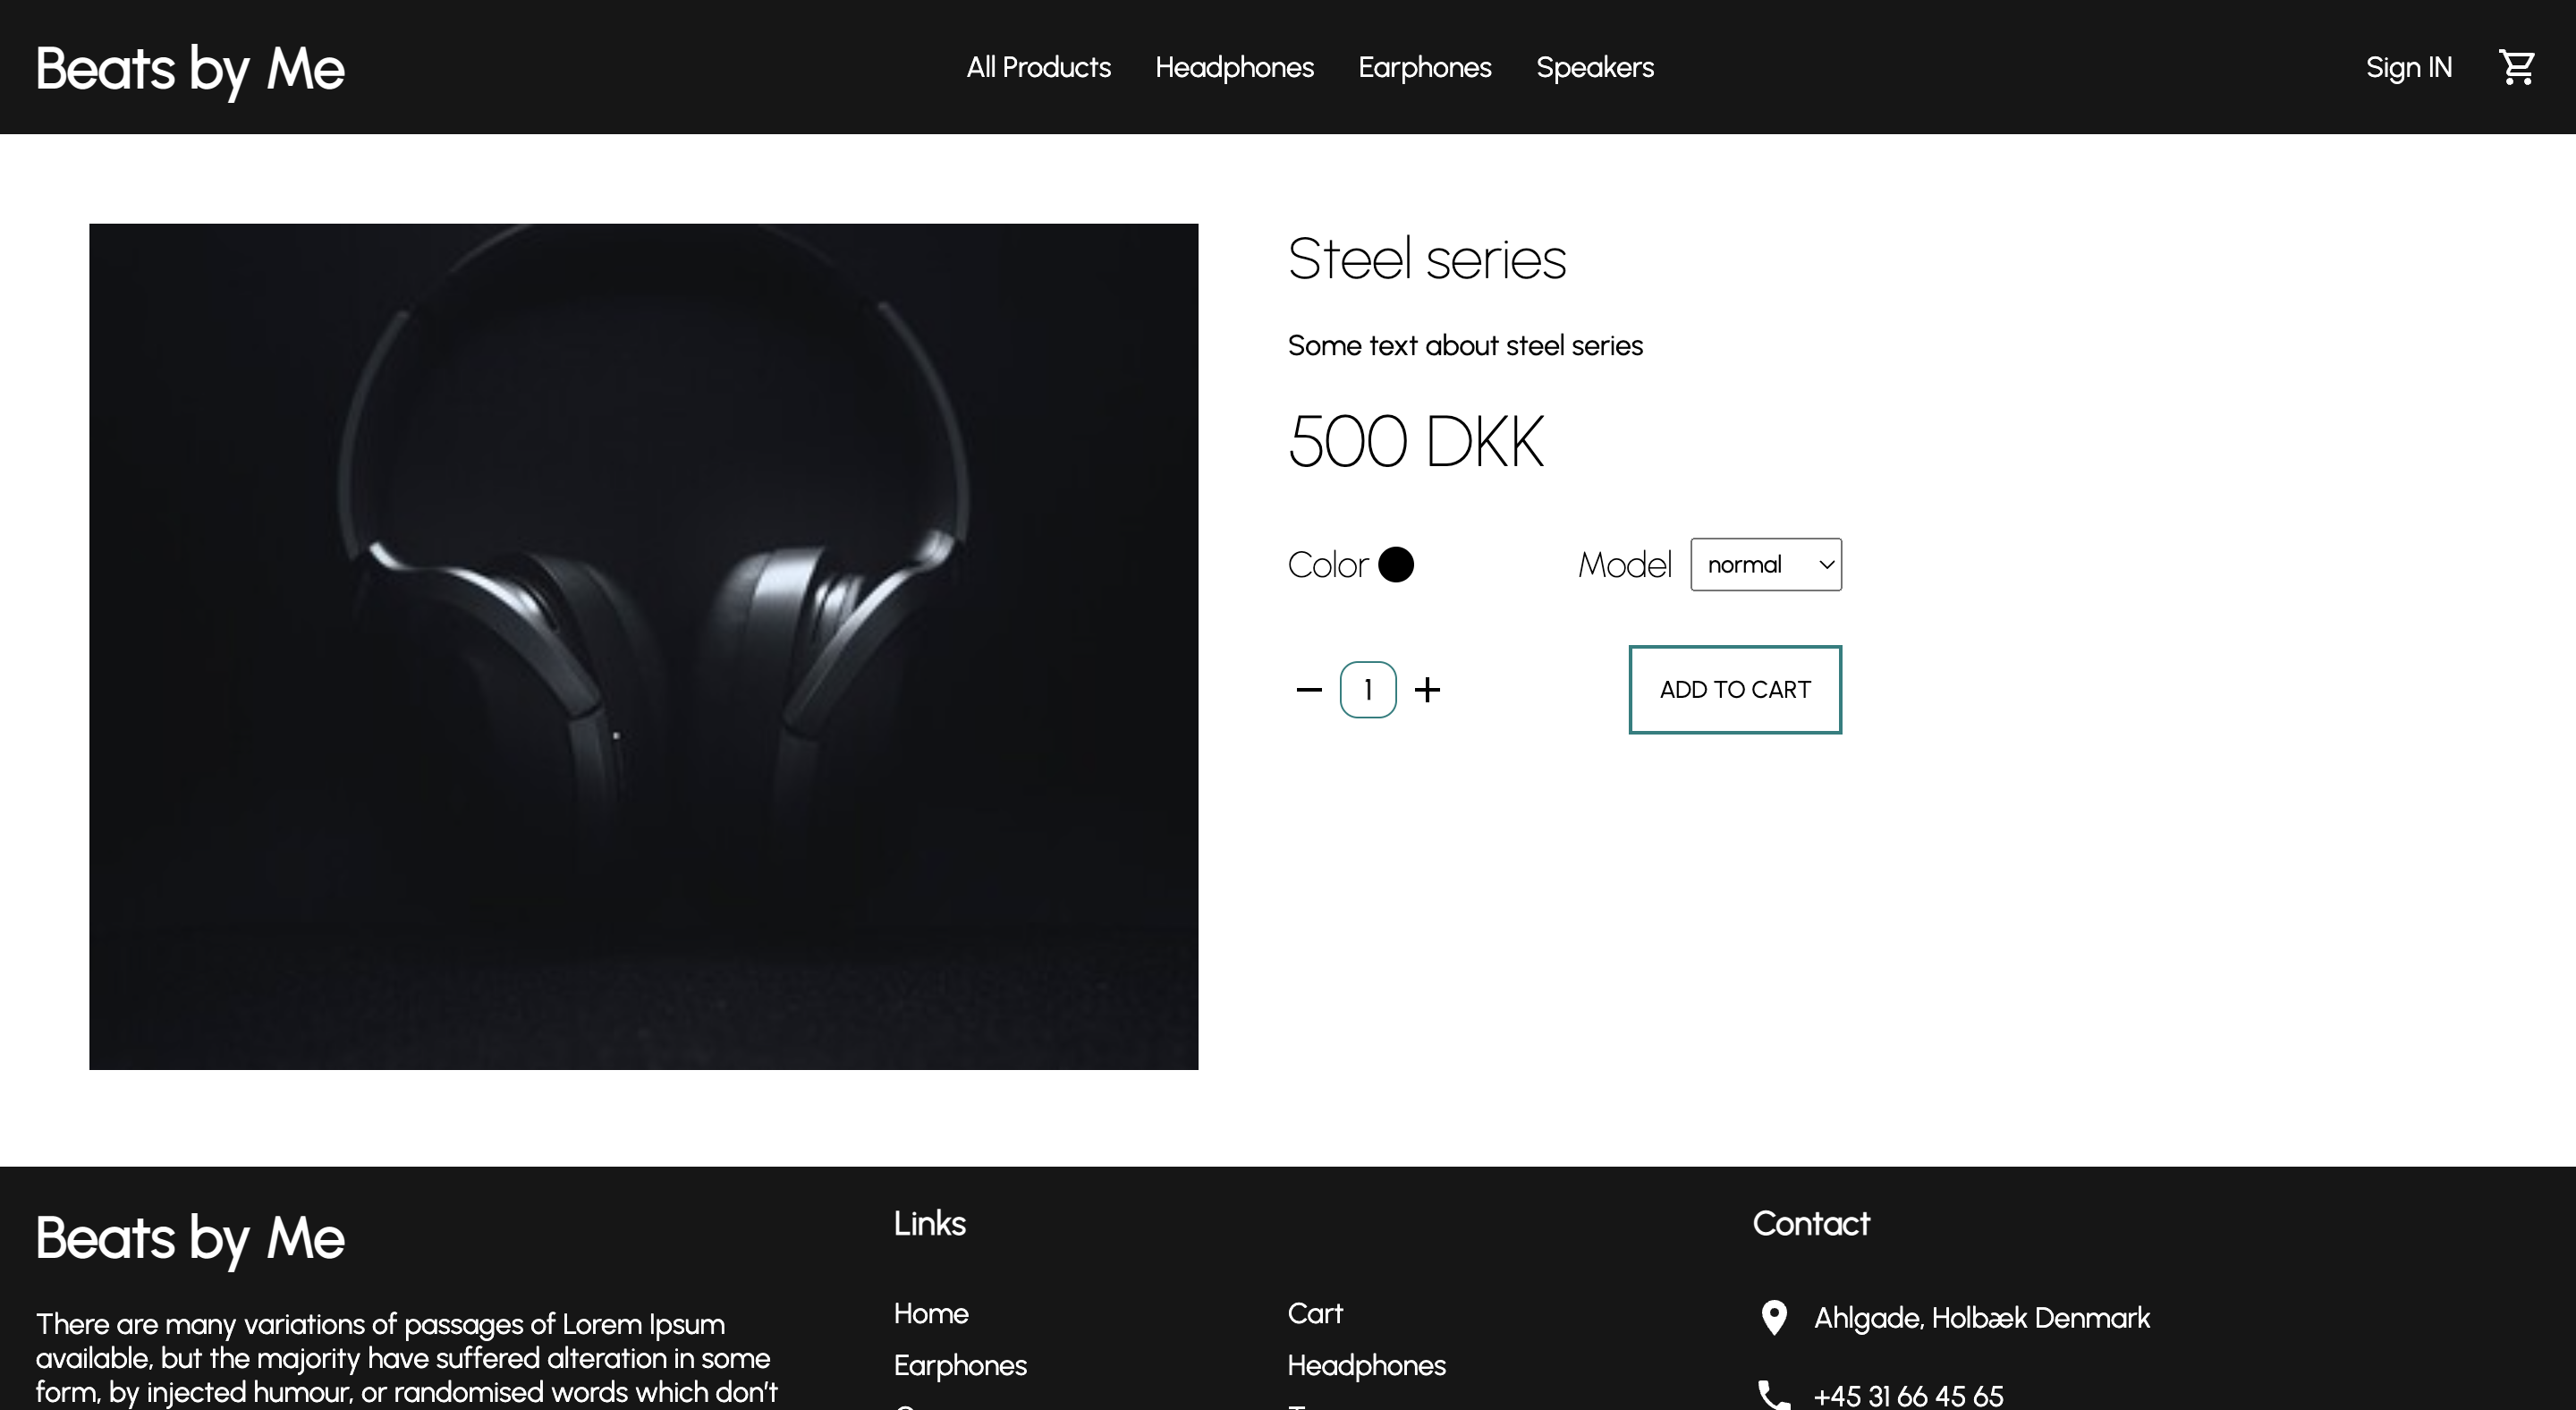 Beats by Me
All Products
Headphones
Earphones
Speakers
Sign IN
Steel series
Some text about steel series
500 DKK
Color
Model
normal
1
ADD TO CART
Beats by Me
There are many variations of passages of Lorem Ipsum
available, but the majority have suffered alteration in some
form, by injected humour, or randomised words which don't
Links
Home
Cart
Earphones
Headphones
Contact
Ahlgade, Holbæk Denmark
+45 31 66 45 65